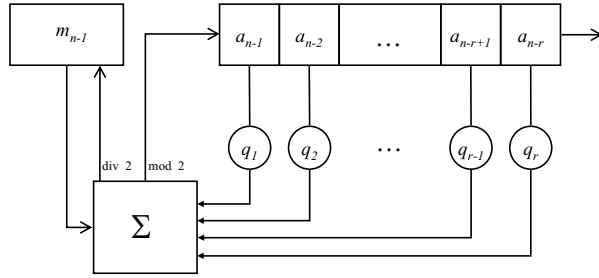 m_{n-1} a_{n-1} a_{n-2} … a_{n-r+1} a_{n-r}
q_1 q_2 … q_{r-1} q_r
div 2 mod 2
Σ